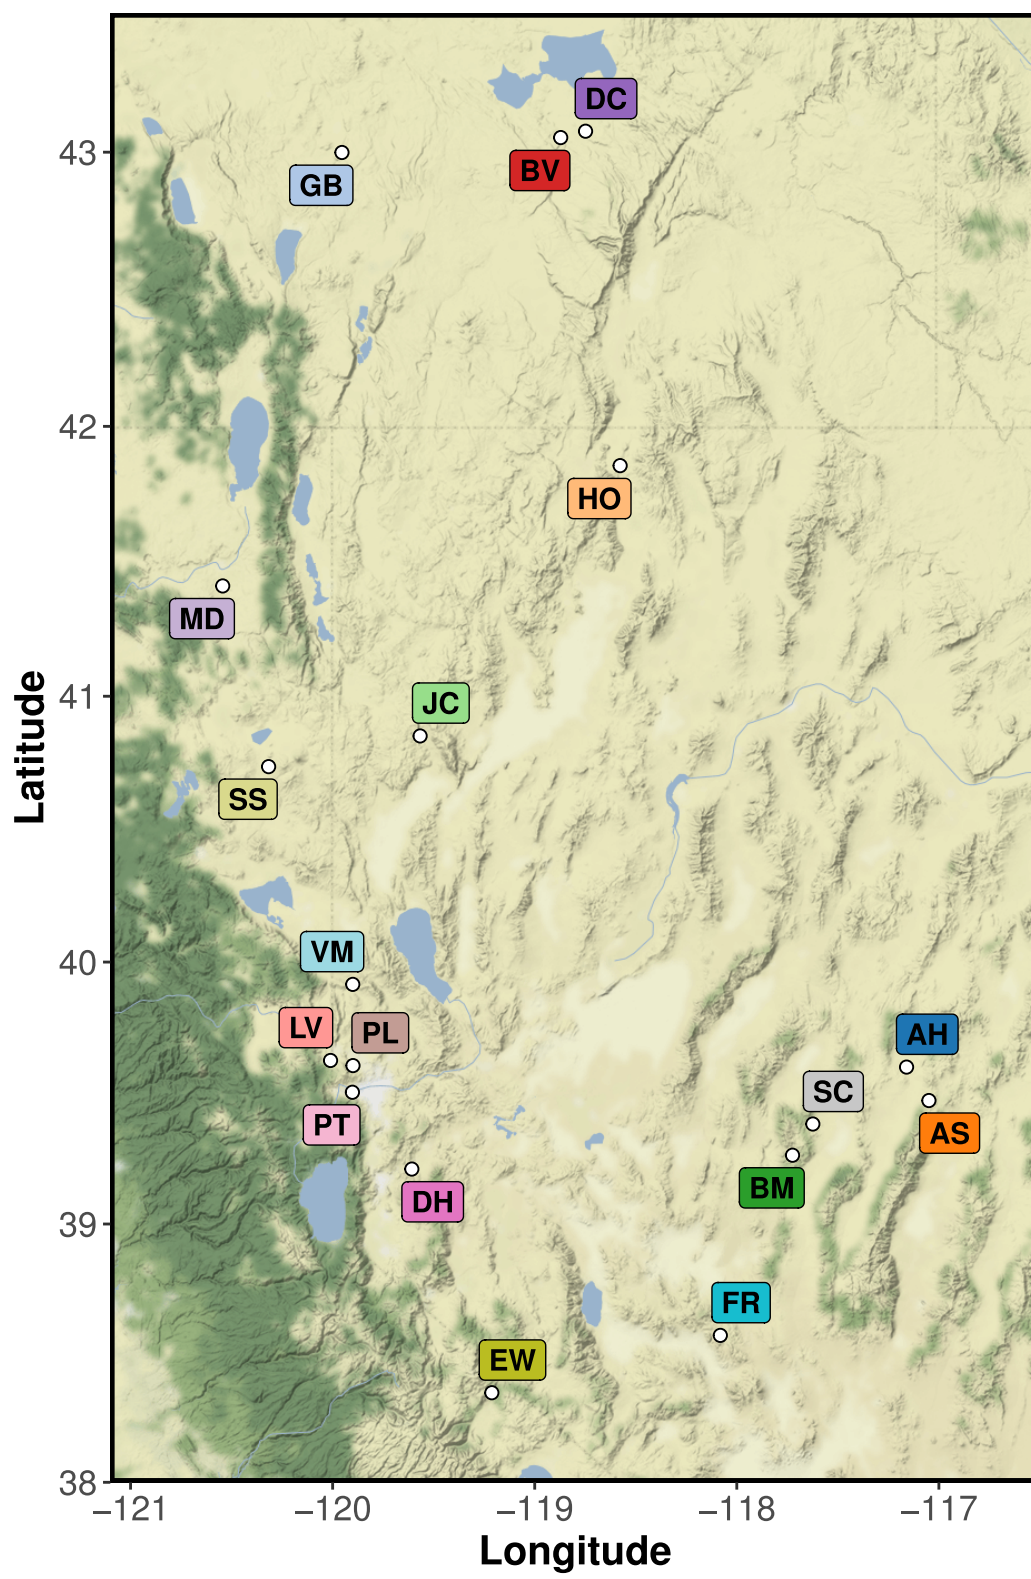 DC
43
BV
GB
42
HO
MD
41
JC
SS
40
VM
LV
PL
AH
SC
PT
AS
BM
DH
39
FR
EW
38
Latitude
−121
−120
−119
−118
−117
Longitude